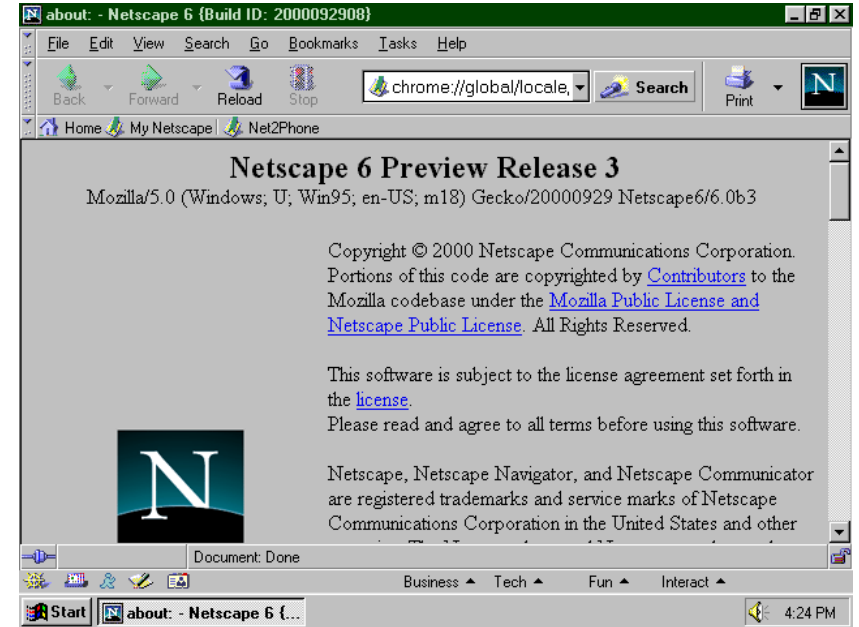 about: - Netscape 6 {Build ID: 2000092908}
File Edit View Search Go Bookmarks Tasks Help
Back Forward Reload Stop chrome://global/locale, Search Print N
Home My Netscape Net2Phone
Netscape 6 Preview Release 3
Mozilla/5.0 (Windows; U; Win95; en-US; m18) Gecko/20000929 Netscape6/6.0b3
Copyright © 2000 Netscape Communications Corporation.
Portions of this code are copyrighted by Contributors to the
Mozilla codebase under the Mozilla Public License and
Netscape Public License. All Rights Reserved.
This software is subject to the license agreement set forth in
the license.
Please read and agree to all terms before using this software.
N
Netscape, Netscape Navigator, and Netscape Communicator
are registered trademarks and service marks of Netscape
Communications Corporation in the United States and other
Document: Done
Business Tech Fun Interact
Start about: - Netscape 6 {... 4:24 PM